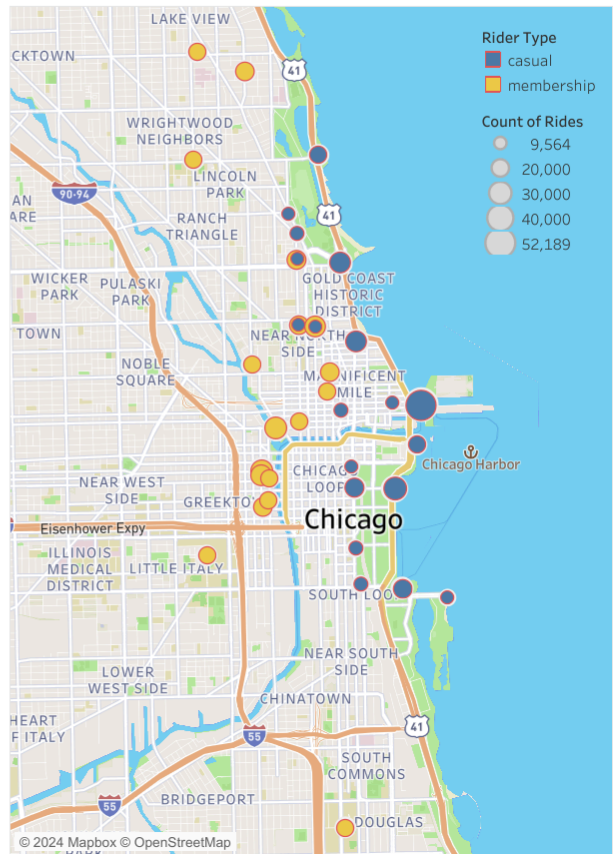 LAKE VIEW
CKTOWN
41
Rider Type
casual
membership
Count of Rides
9,564
20,000
30,000
40,000
52,189
WRIGHTWOOD
NEIGHBORS
LINCOLN
PARK
90-94
AN
ARE
RANCH
TRIANGLE
41
WICKER
PARK
PULASKI
PARK
GOLD COAST
HISTORIC
DISTRICT
TOWN
NEAR NORTH
SIDE
NOBLE
SQUARE
MA NIFICENT
MILE
Chicago Harbor
NEAR WEST
SIDE
CHICAGO
LOOP
GREEKTO
Chicago
Eisenhower Expy
ILLINOIS
MEDICAL
DISTRICT
LITTLE ITALY
SOUTH LOO
NEAR SOUTH
SIDE
LOWER
WEST SIDE
CHINATOWN
HEART
F ITALY
41
55
SOUTH
COMMONS
55
BRIDGEPORT
DOUGLAS
© 2024 Mapbox © OpenStreetMap